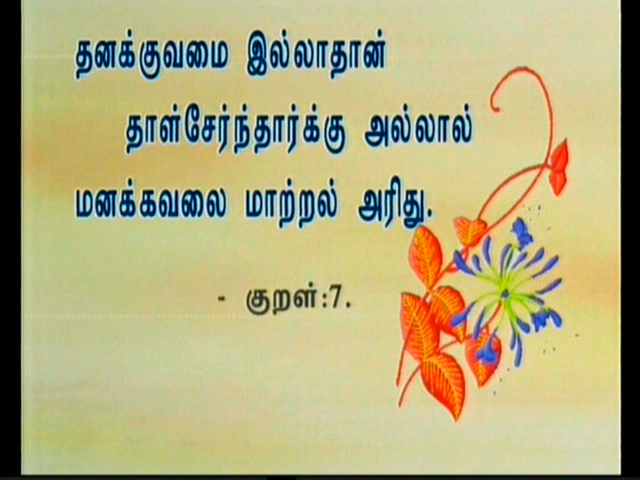 தனக்குவமை இல்லாதான்
தாள்சேர்ந்தார்க்கு அல்லால்
மனக்கவலை மாற்றல் அரிது.
- குறள்:7.